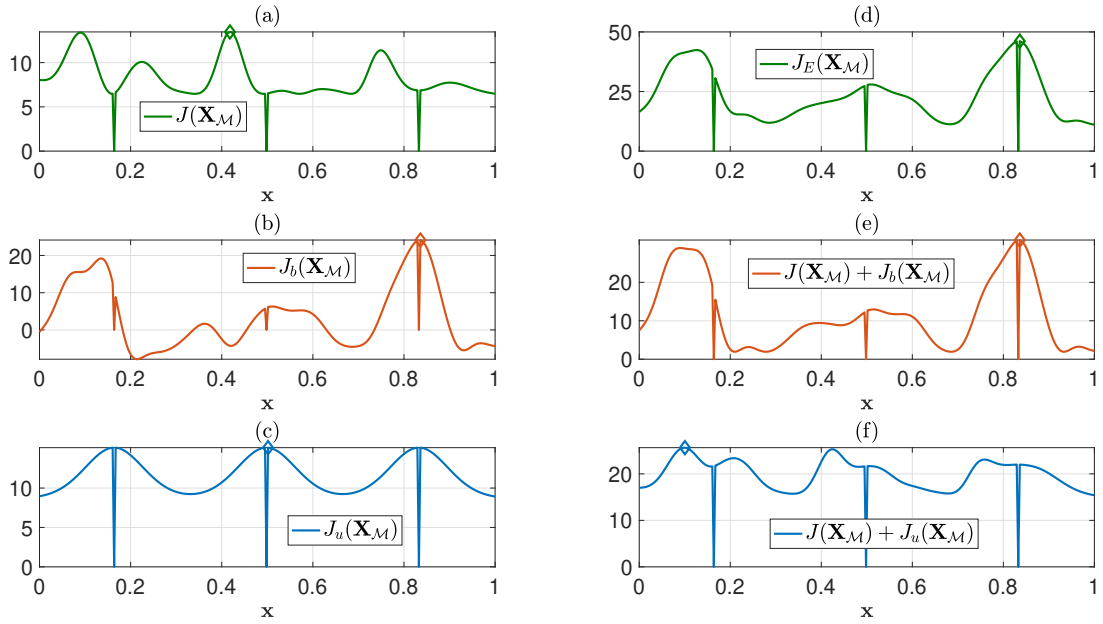 (a)
10
5
0
J(X_M)
0 0.2 0.4 0.6 0.8 1
x
(b)
20
10
0
J_b(X_M)
0 0.2 0.4 0.6 0.8 1
x
(c)
10
5
0
J_u(X_M)
0 0.2 0.4 0.6 0.8 1
x
(d)
50
25
0
J_E(X_M)
0 0.2 0.4 0.6 0.8 1
x
(e)
20
10
0
J(X_M) + J_b(X_M)
0 0.2 0.4 0.6 0.8 1
x
(f)
20
10
0
J(X_M) + J_u(X_M)
0 0.2 0.4 0.6 0.8 1
x